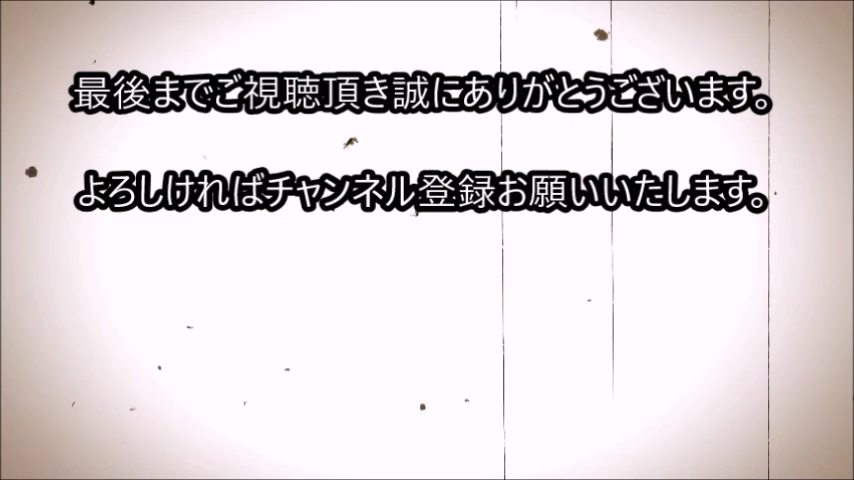 最後までご視聴頂き誠にありがとうございます。
よろしければチャンネル登録お願いいたします。